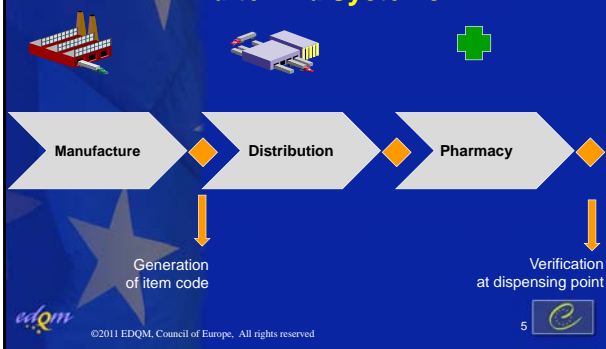 Manufacture
Distribution
Pharmacy
Generation
of item code
Verification
at dispensing point
edqm
©2011 EDQM, Council of Europe, All rights reserved
5